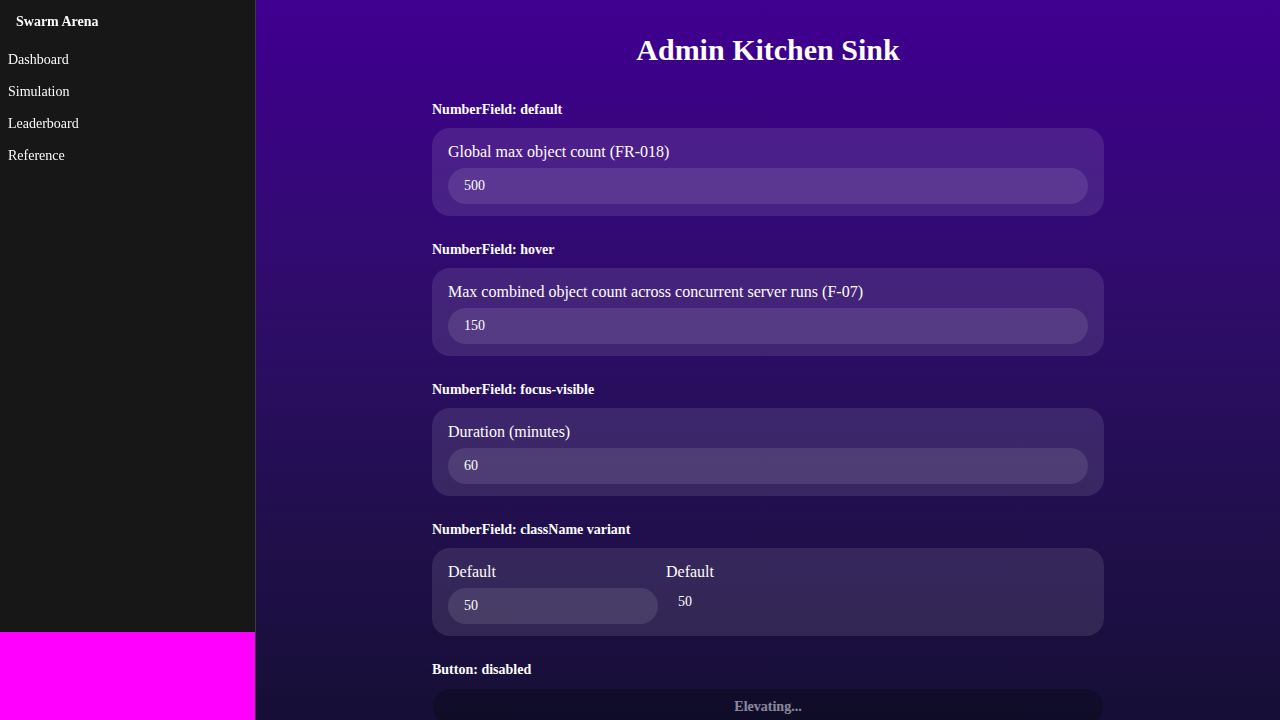 Swarm Arena
Dashboard
Simulation
Leaderboard
Reference
Admin Kitchen Sink
NumberField: default
Global max object count (FR-018)
500
NumberField: hover
Max combined object count across concurrent server runs (F-07)
150
NumberField: focus-visible
Duration (minutes)
60
NumberField: className variant
Default Default
50 50
Button: disabled
Elevating...